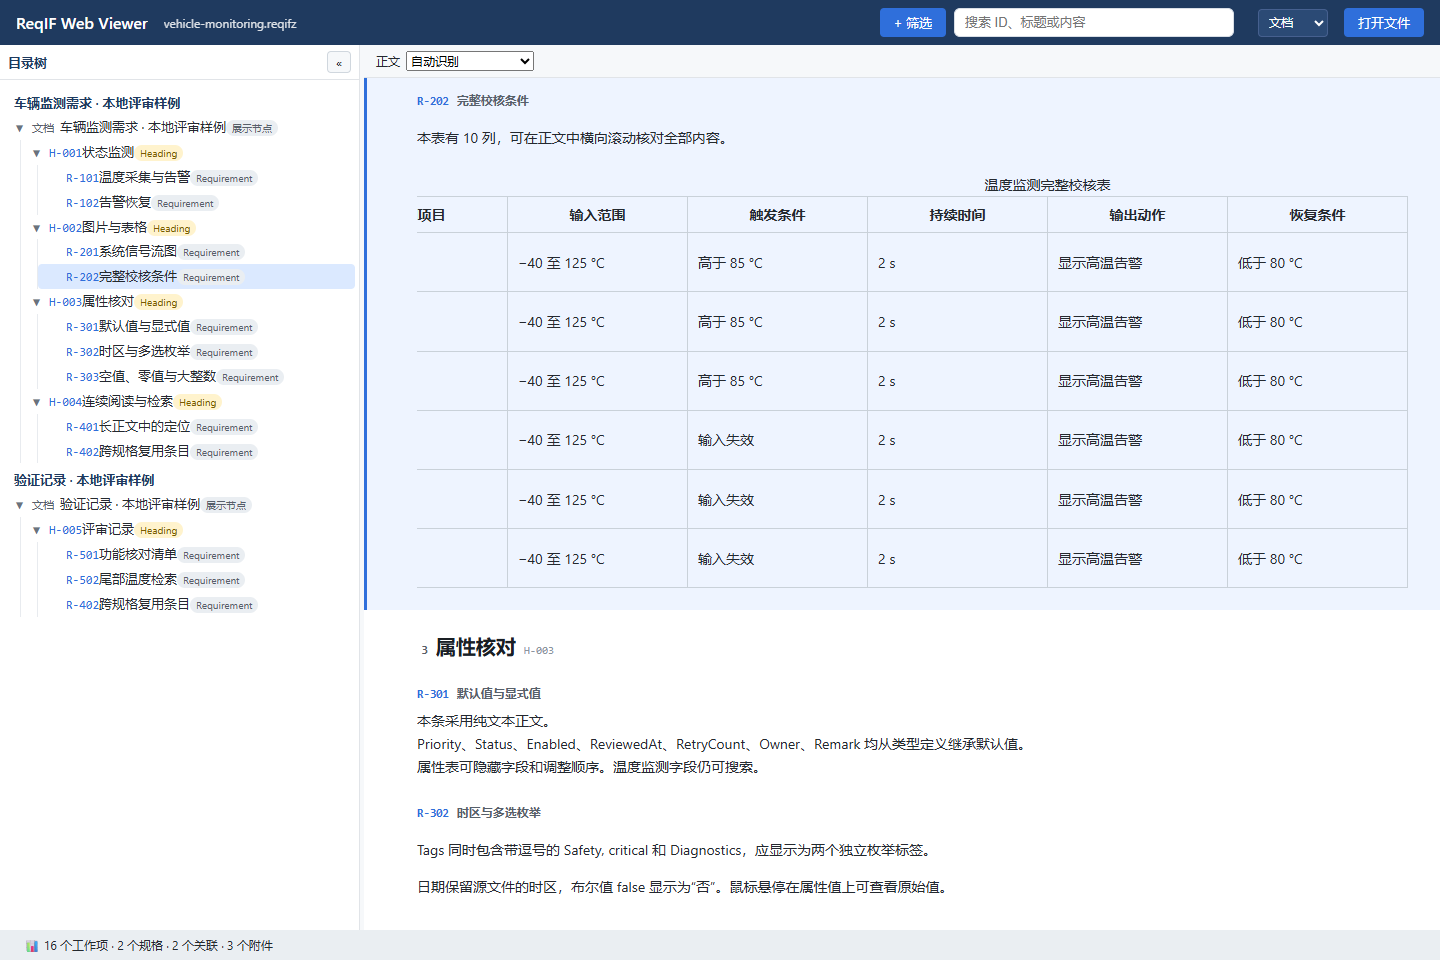 ReqIF Web Viewer vehicle-monitoring.reqifz + 筛选 搜索 ID、标题或内容 文档 打开文件
目录树 «
车辆监测需求 · 本地评审样例
▼ 文档 车辆监测需求 · 本地评审样例 展示节点
▼ H-001状态监测 Heading
R-101温度采集与告警 Requirement
R-102告警恢复 Requirement
▼ H-002图片与表格 Heading
R-201系统信号流图 Requirement
R-202完整校核条件 Requirement
▼ H-003属性核对 Heading
R-301默认值与显式值 Requirement
R-302时区与多选枚举 Requirement
R-303空值、零值与大整数 Requirement
▼ H-004连续阅读与检索 Heading
R-401长正文中的定位 Requirement
R-402跨规格复用条目 Requirement
验证记录 · 本地评审样例
▼ 文档 验证记录 · 本地评审样例 展示节点
▼ H-005评审记录 Heading
R-501功能核对清单 Requirement
R-502尾部温度检索 Requirement
R-402跨规格复用条目 Requirement
正文 自动识别
R-202 完整校核条件
本表有 10 列，可在正文中横向滚动核对全部内容。
温度监测完整校核表
项目 输入范围 触发条件 持续时间 输出动作 恢复条件
−40 至 125 °C 高于 85 °C 2 s 显示高温告警 低于 80 °C
−40 至 125 °C 高于 85 °C 2 s 显示高温告警 低于 80 °C
−40 至 125 °C 高于 85 °C 2 s 显示高温告警 低于 80 °C
−40 至 125 °C 输入失效 2 s 显示高温告警 低于 80 °C
−40 至 125 °C 输入失效 2 s 显示高温告警 低于 80 °C
−40 至 125 °C 输入失效 2 s 显示高温告警 低于 80 °C
3 属性核对 H-003
R-301 默认值与显式值
本条采用纯文本正文。
Priority、Status、Enabled、ReviewedAt、RetryCount、Owner、Remark 均从类型定义继承默认值。
属性表可隐藏字段和调整顺序。温度监测字段仍可搜索。
R-302 时区与多选枚举
Tags 同时包含带逗号的 Safety, critical 和 Diagnostics，应显示为两个独立枚举标签。
日期保留源文件的时区，布尔值 false 显示为“否”。鼠标悬停在属性值上可查看原始值。
16 个工作项 · 2 个规格 · 2 个关联 · 3 个附件